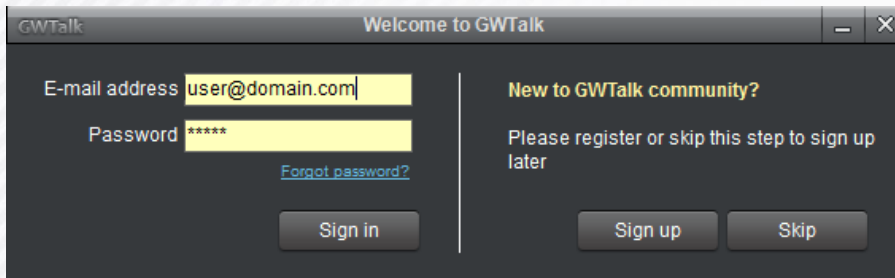 GWTalk
Welcome to GWTalk
E-mail address user@domain.com
Password *****
Forgot password?
Sign in
New to GWTalk community?
Please register or skip this step to sign up
later
Sign up Skip